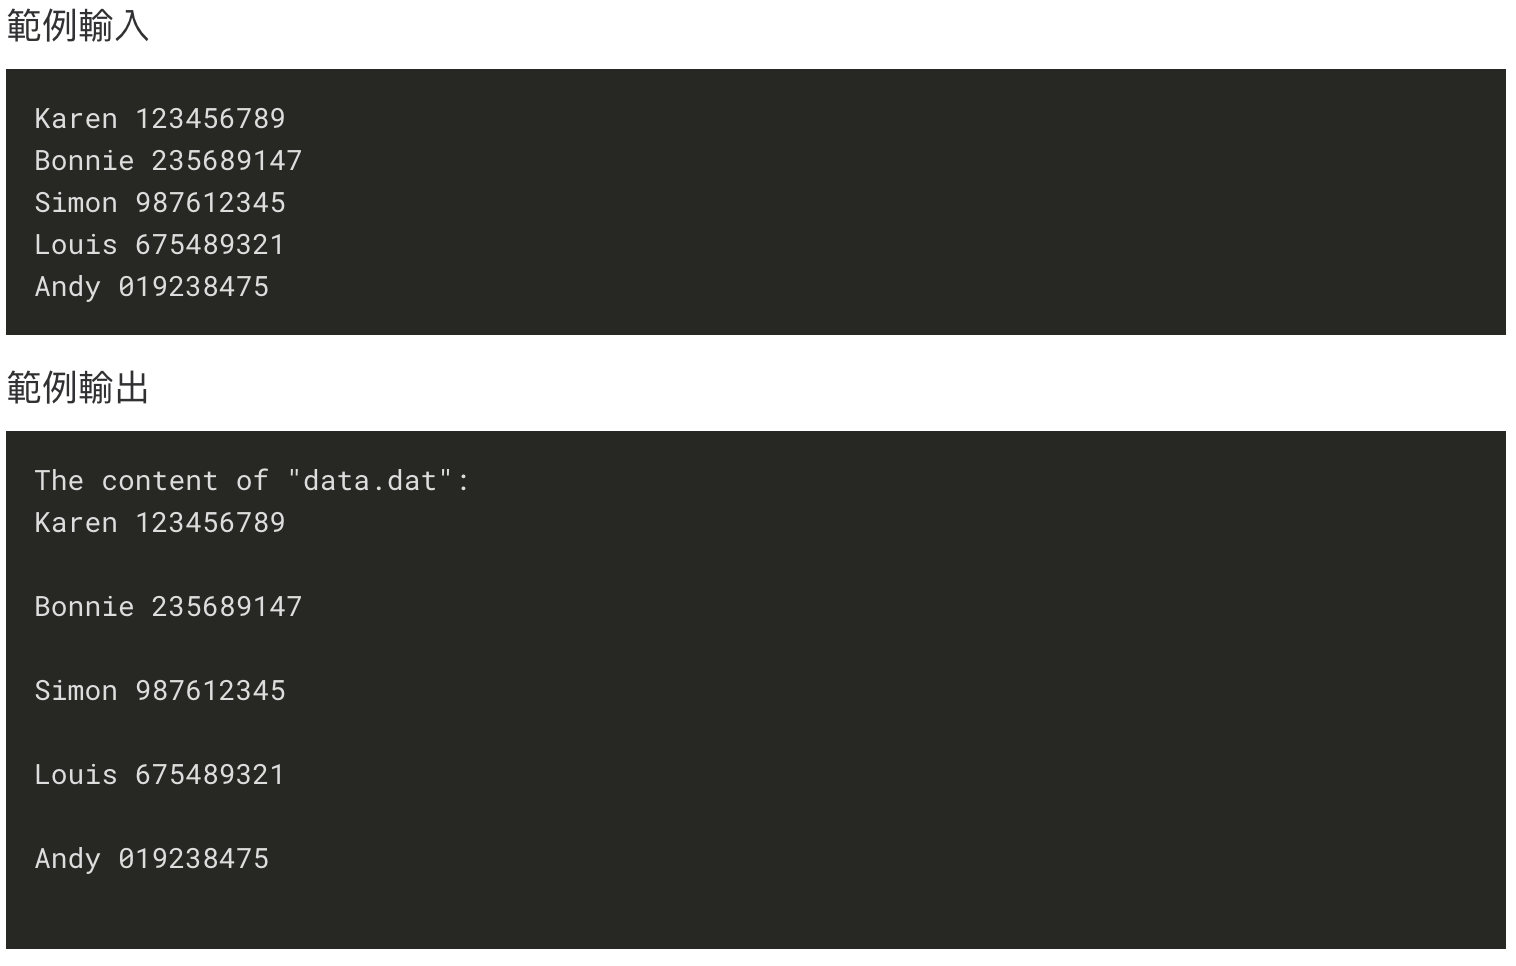 範例輸入
Karen 123456789
Bonnie 235689147
Simon 987612345
Louis 675489321
Andy 019238475
範例輸出
The content of "data.dat":
Karen 123456789
Bonnie 235689147
Simon 987612345
Louis 675489321
Andy 019238475